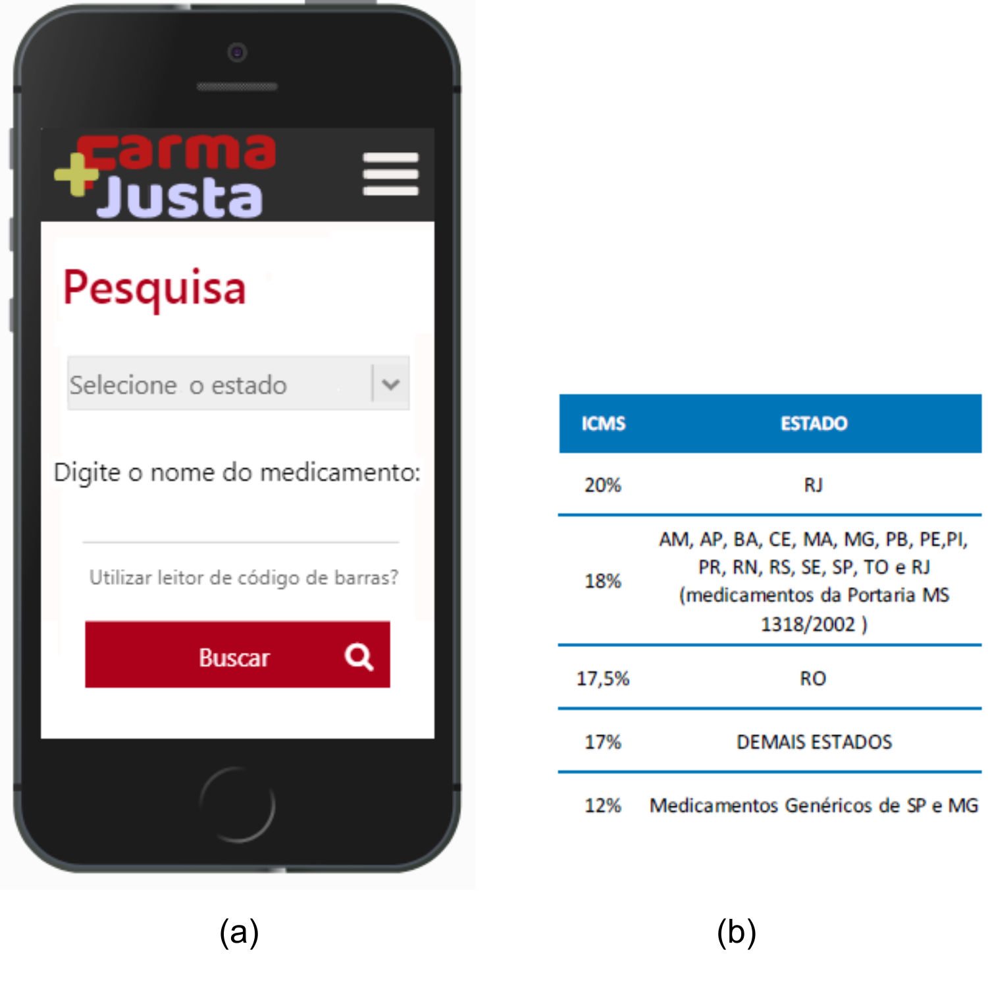 Farma
Justa
Pesquisa
Selecione o estado
Digite o nome do medicamento:
Utilizar leitor de código de barras?
Buscar
(a)
ICMS ESTADO
20% RJ
18% AM, AP, BA, CE, MA, MG, PB, PE,PI,
PR, RN, RS, SE, SP, TO e RJ
(medicamentos da Portaria MS
1318/2002 )
17,5% RO
17% DEMAIS ESTADOS
12% Medicamentos Genéricos de SP e MG
(b)